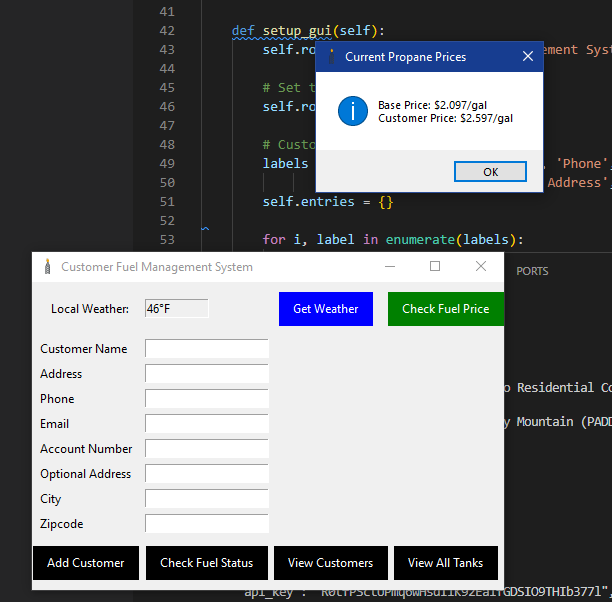 41
42 def setup_gui(self):
43 self.ro
Current Propane Prices
ement Syst
44
45 # Set t
46 self.ro
Base Price: $2.097/gal
Customer Price: $2.597/gal
47
48 # Custo
49 labels
'Phone',
OK
50 Address',
51 self.entries = {}
52
53 for i, label in enumerate(labels):
Customer Fuel Management System
PORTS
Local Weather: 46°F Get Weather Check Fuel Price
Customer Name
Address
o Residential Co
Phone
Email
y Mountain (PADD
Account Number
Optional Address
City
Zipcode
Add Customer Check Fuel Status View Customers View All Tanks
api_key